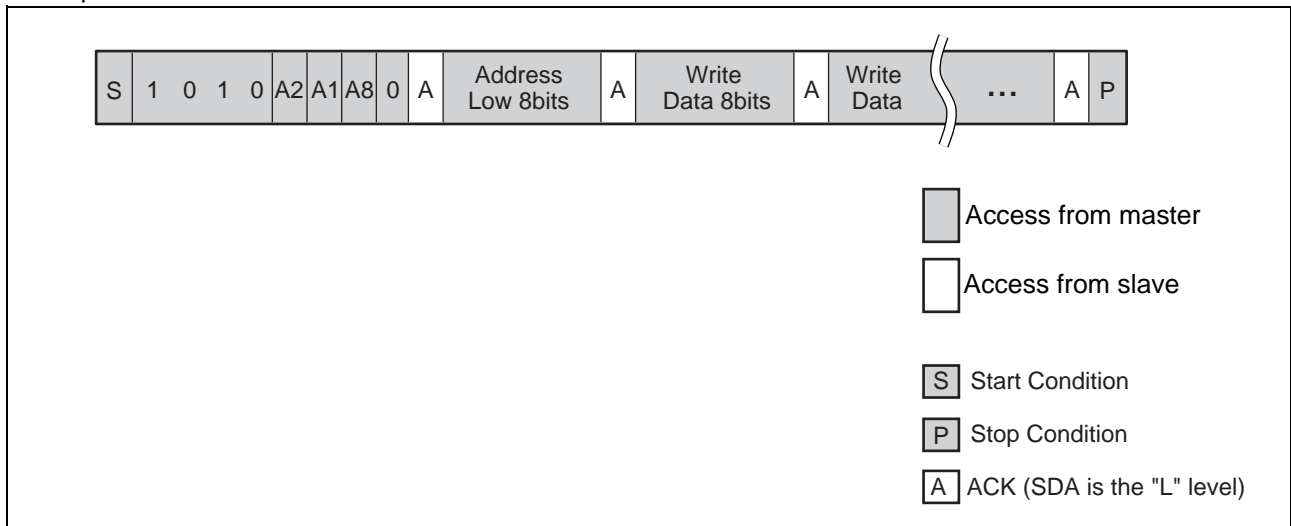 S 1 0 1 0 A2 A1 A8 0 A Address Low 8bits A Write Data 8bits A Write Data ... A P
Access from master
Access from slave
S Start Condition
P Stop Condition
A ACK (SDA is the "L" level)